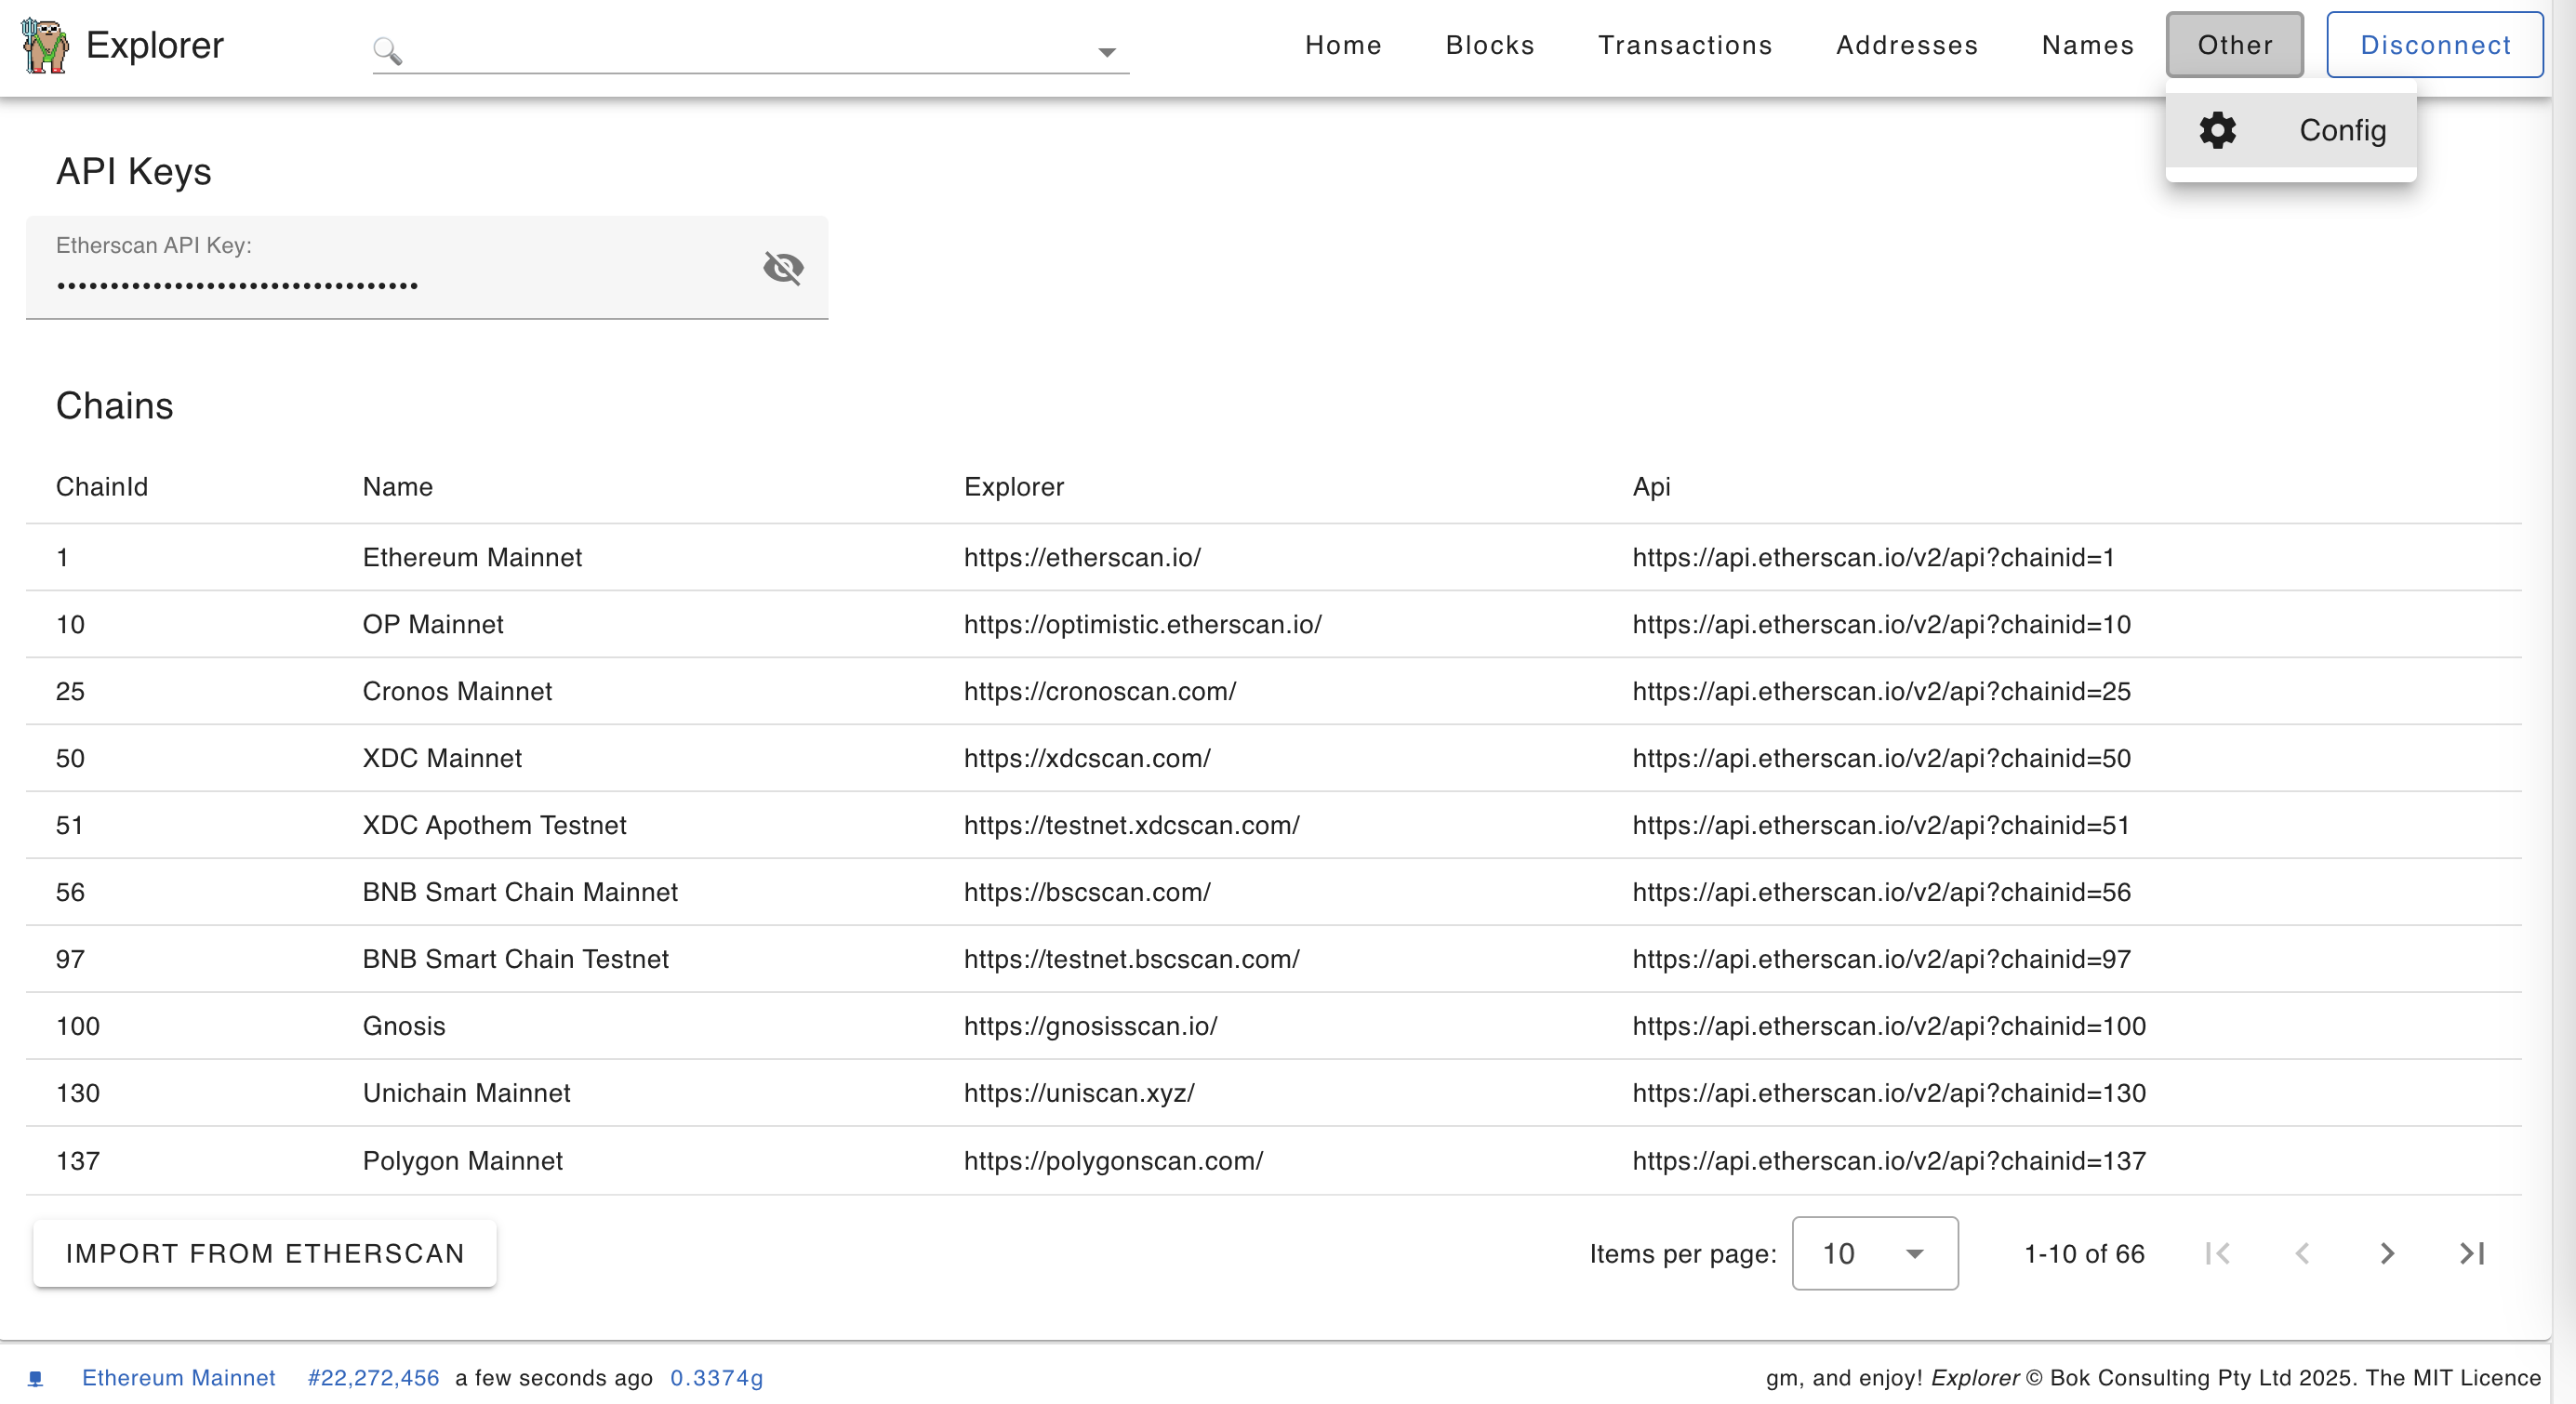 Explorer Home Blocks Transactions Addresses Names Other Disconnect
Config
API Keys
Etherscan API Key:
••••••••••••••••••••••••••••••••••
Chains
ChainId Name Explorer Api
1 Ethereum Mainnet https://etherscan.io/ https://api.etherscan.io/v2/api?chainid=1
10 OP Mainnet https://optimistic.etherscan.io/ https://api.etherscan.io/v2/api?chainid=10
25 Cronos Mainnet https://cronoscan.com/ https://api.etherscan.io/v2/api?chainid=25
50 XDC Mainnet https://xdcscan.com/ https://api.etherscan.io/v2/api?chainid=50
51 XDC Apothem Testnet https://testnet.xdcscan.com/ https://api.etherscan.io/v2/api?chainid=51
56 BNB Smart Chain Mainnet https://bscscan.com/ https://api.etherscan.io/v2/api?chainid=56
97 BNB Smart Chain Testnet https://testnet.bscscan.com/ https://api.etherscan.io/v2/api?chainid=97
100 Gnosis https://gnosisscan.io/ https://api.etherscan.io/v2/api?chainid=100
130 Unichain Mainnet https://uniscan.xyz/ https://api.etherscan.io/v2/api?chainid=130
137 Polygon Mainnet https://polygonscan.com/ https://api.etherscan.io/v2/api?chainid=137
IMPORT FROM ETHERSCAN Items per page: 10 1-10 of 66
Ethereum Mainnet #22,272,456 a few seconds ago 0.3374g gm, and enjoy! Explorer © Bok Consulting Pty Ltd 2025. The MIT Licence